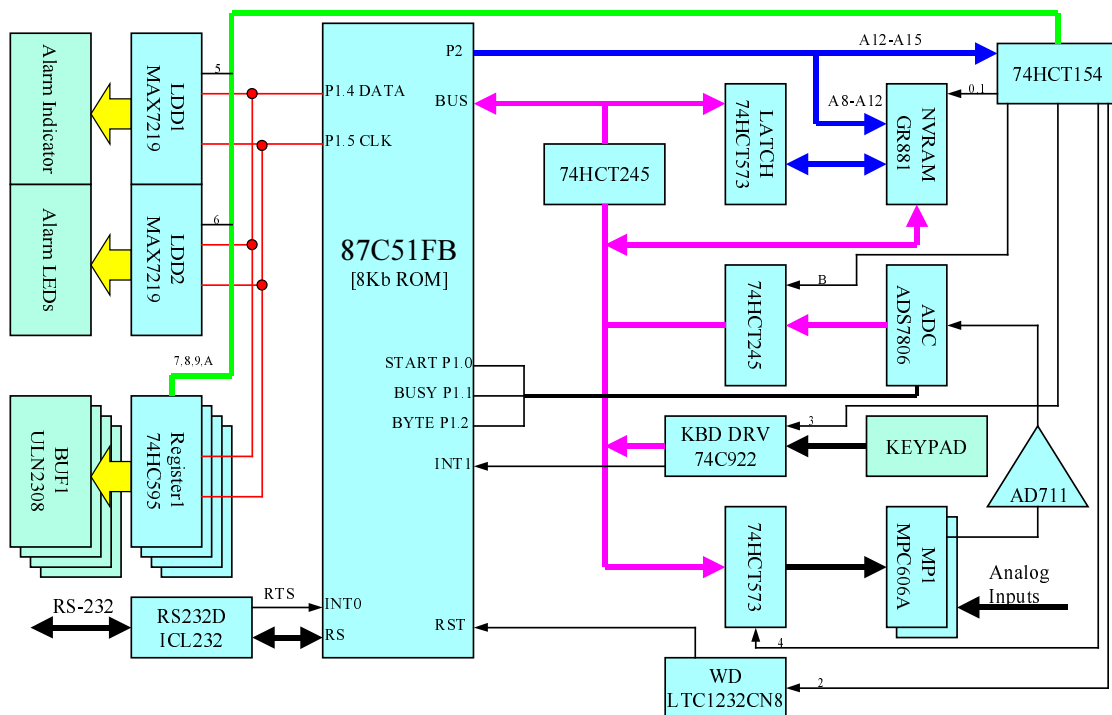 Alarm Indicator
LDD1
MAX7219
5
P1.4 DATA
P1.5 CLK
Alarm LEDs
LDD2
MAX7219
6
7,8,9,A
BUF1
ULN2308
Register1
74HC595
RS-232
RS232D
ICL232
RTS
INT0
RS
87C51FB
[8Kb ROM]
P2
BUS
START P1.0
BUSY P1.1
BYTE P1.2
INT1
RST
A12-A15
74HCT154
0,1
A8-A12
LATCH
74HCT573
NVRAM
GR881
74HCT245
B
74HCT245
ADC
ADS7806
3
KBD DRV
74C922
KEYPAD
AD711
74HCT573
MP1
MPC606A
Analog
Inputs
4
WD
LTC1232CN8
2